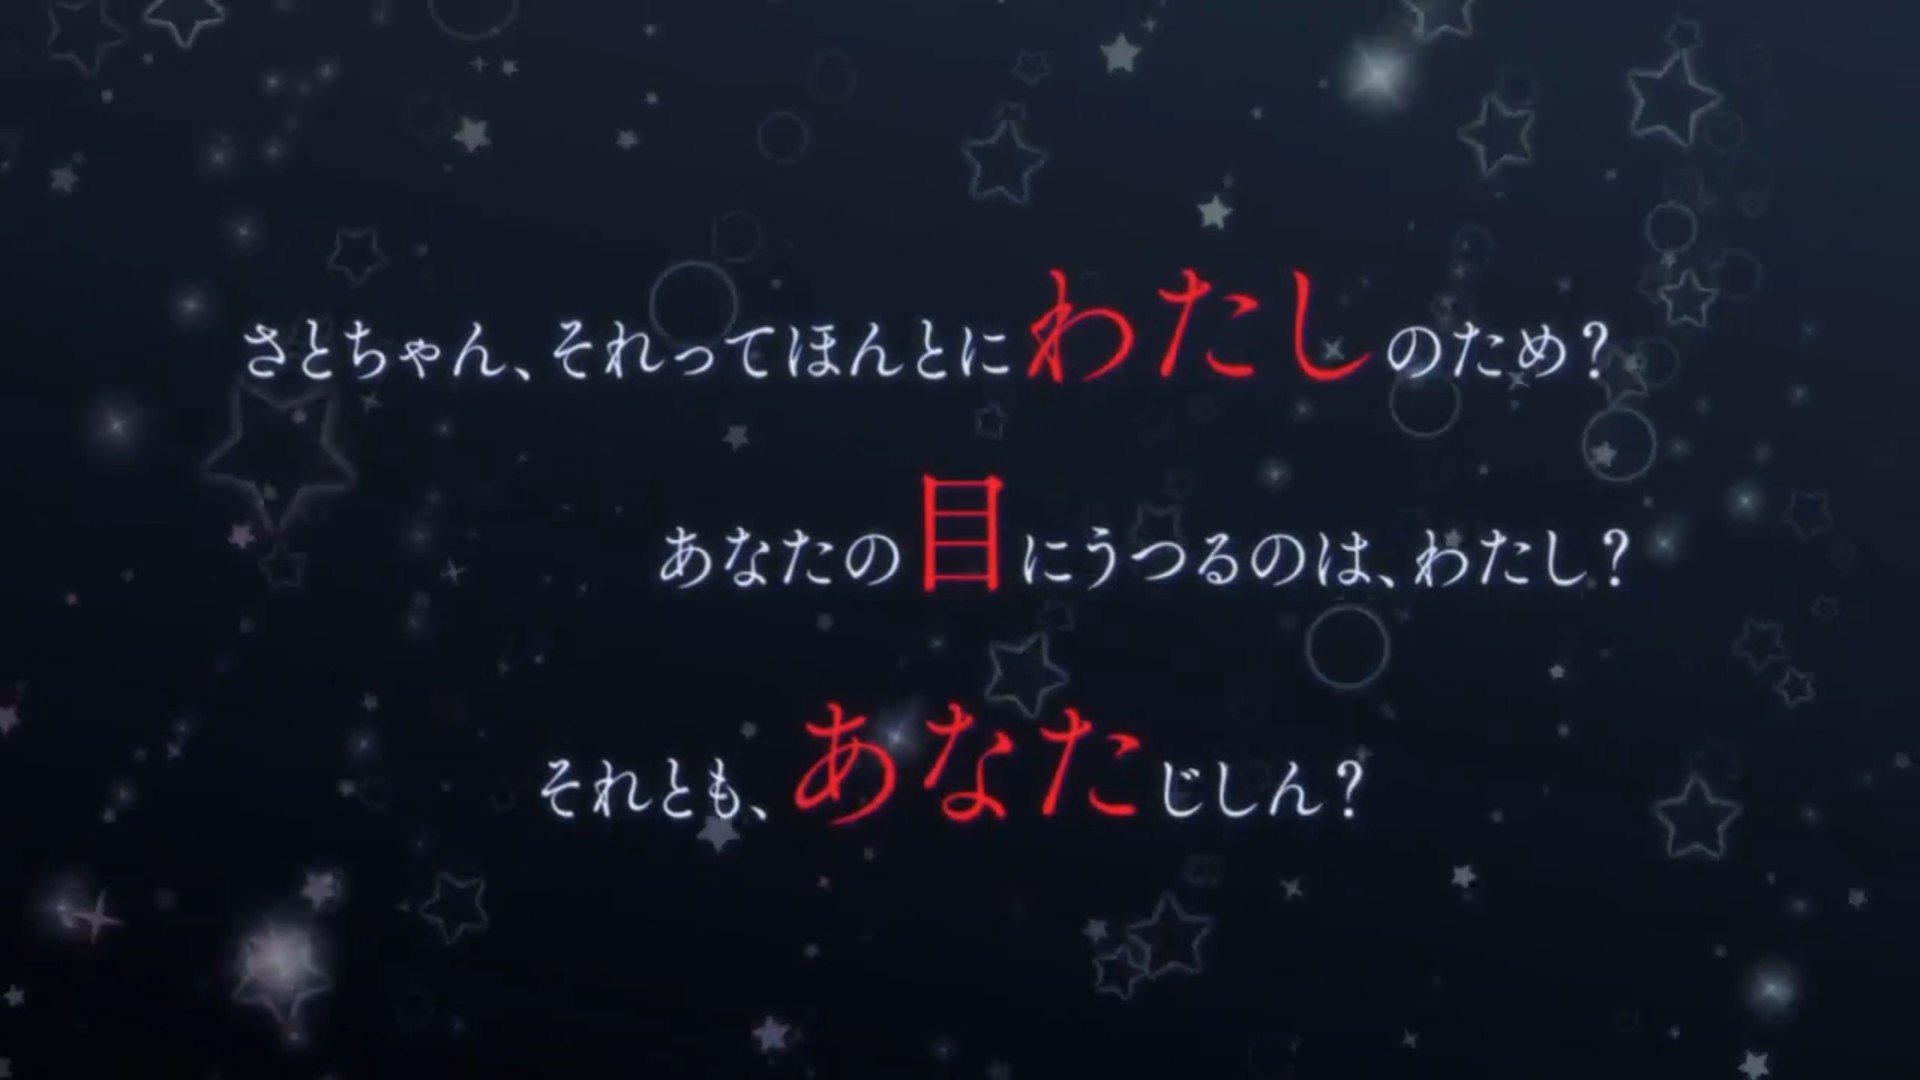 さとちゃん、それってほんとにわたしのため?
あなたの目にうつるのは、わたし?
それとも、あなたじしん?